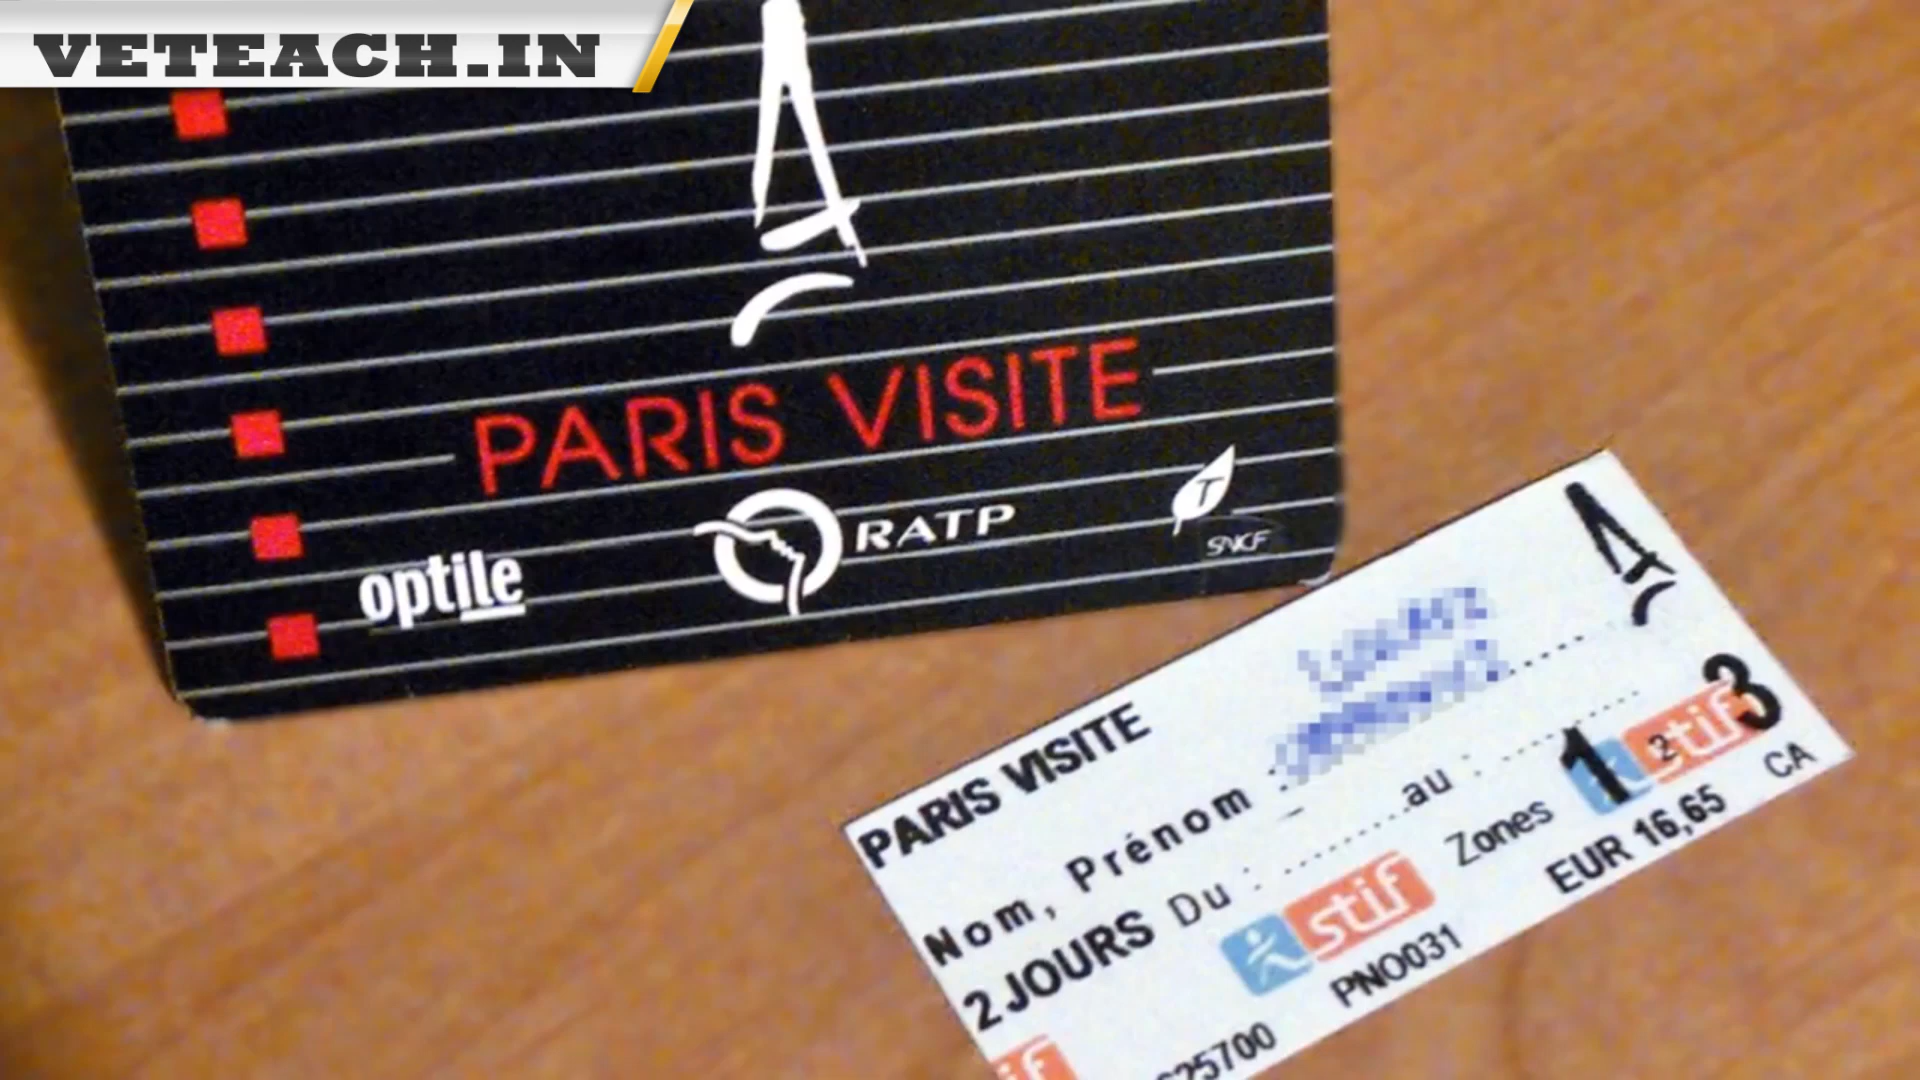 VETEACH.IN
PARIS VISITE
optile
RATP
T
SNCF
PARIS VISITE
Nom, Prénom
2 JOURS Du : au :
Zones 1 2 3
stif
stif
EUR 16,65 CA
PNO031
25700